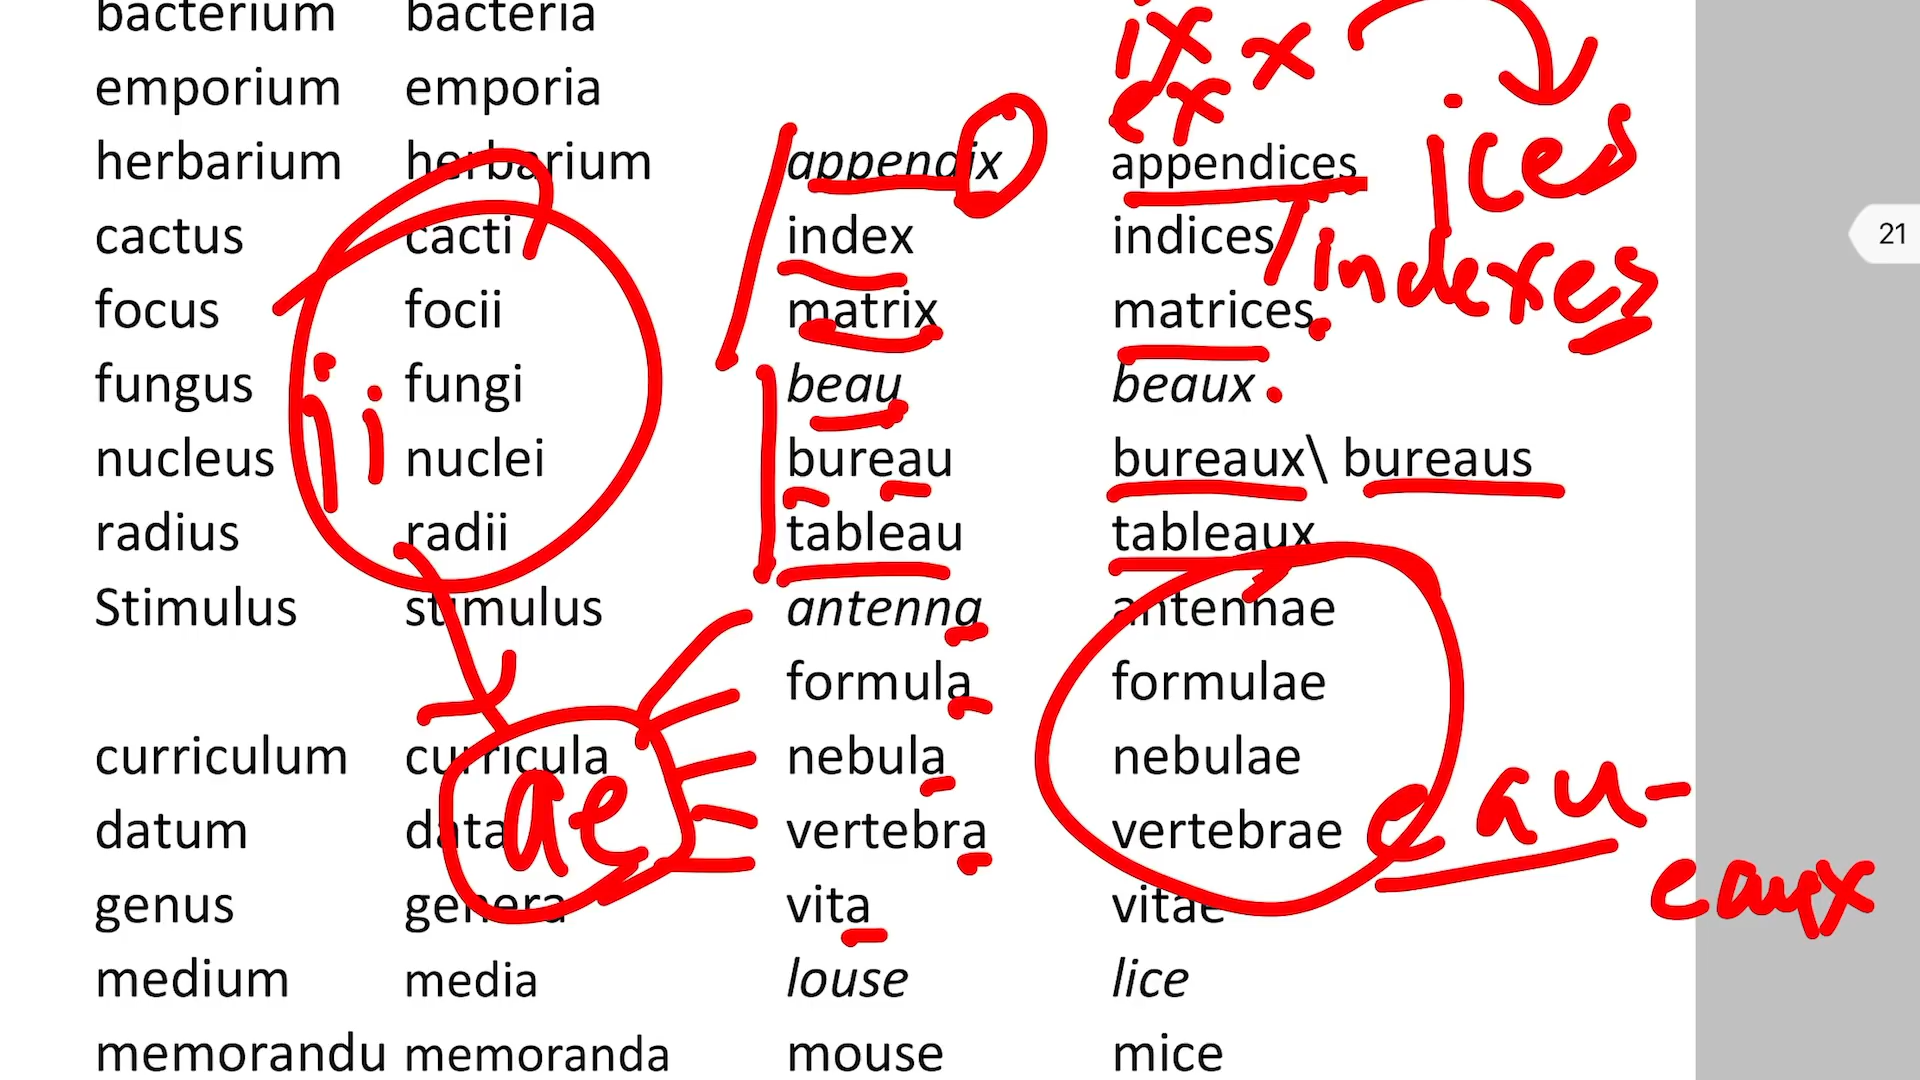 bacterium bacteria
ix x
emporium emporia
ex
ices
herbarium herbarium appendix appendices
cactus cacti index indices / indexes
21
focus focii matrix matrices
fungus fungi beau beaux
ii
nucleus nuclei bureau bureaux\ bureaus
radius radii tableau tableaux
Stimulus stimulus antenna antennae
formula formulae
curriculum curricula nebula nebulae
ae
eau-
datum data vertebra vertebrae
eaux
genus genera vita vitae
medium media louse lice
memorandu memoranda mouse mice